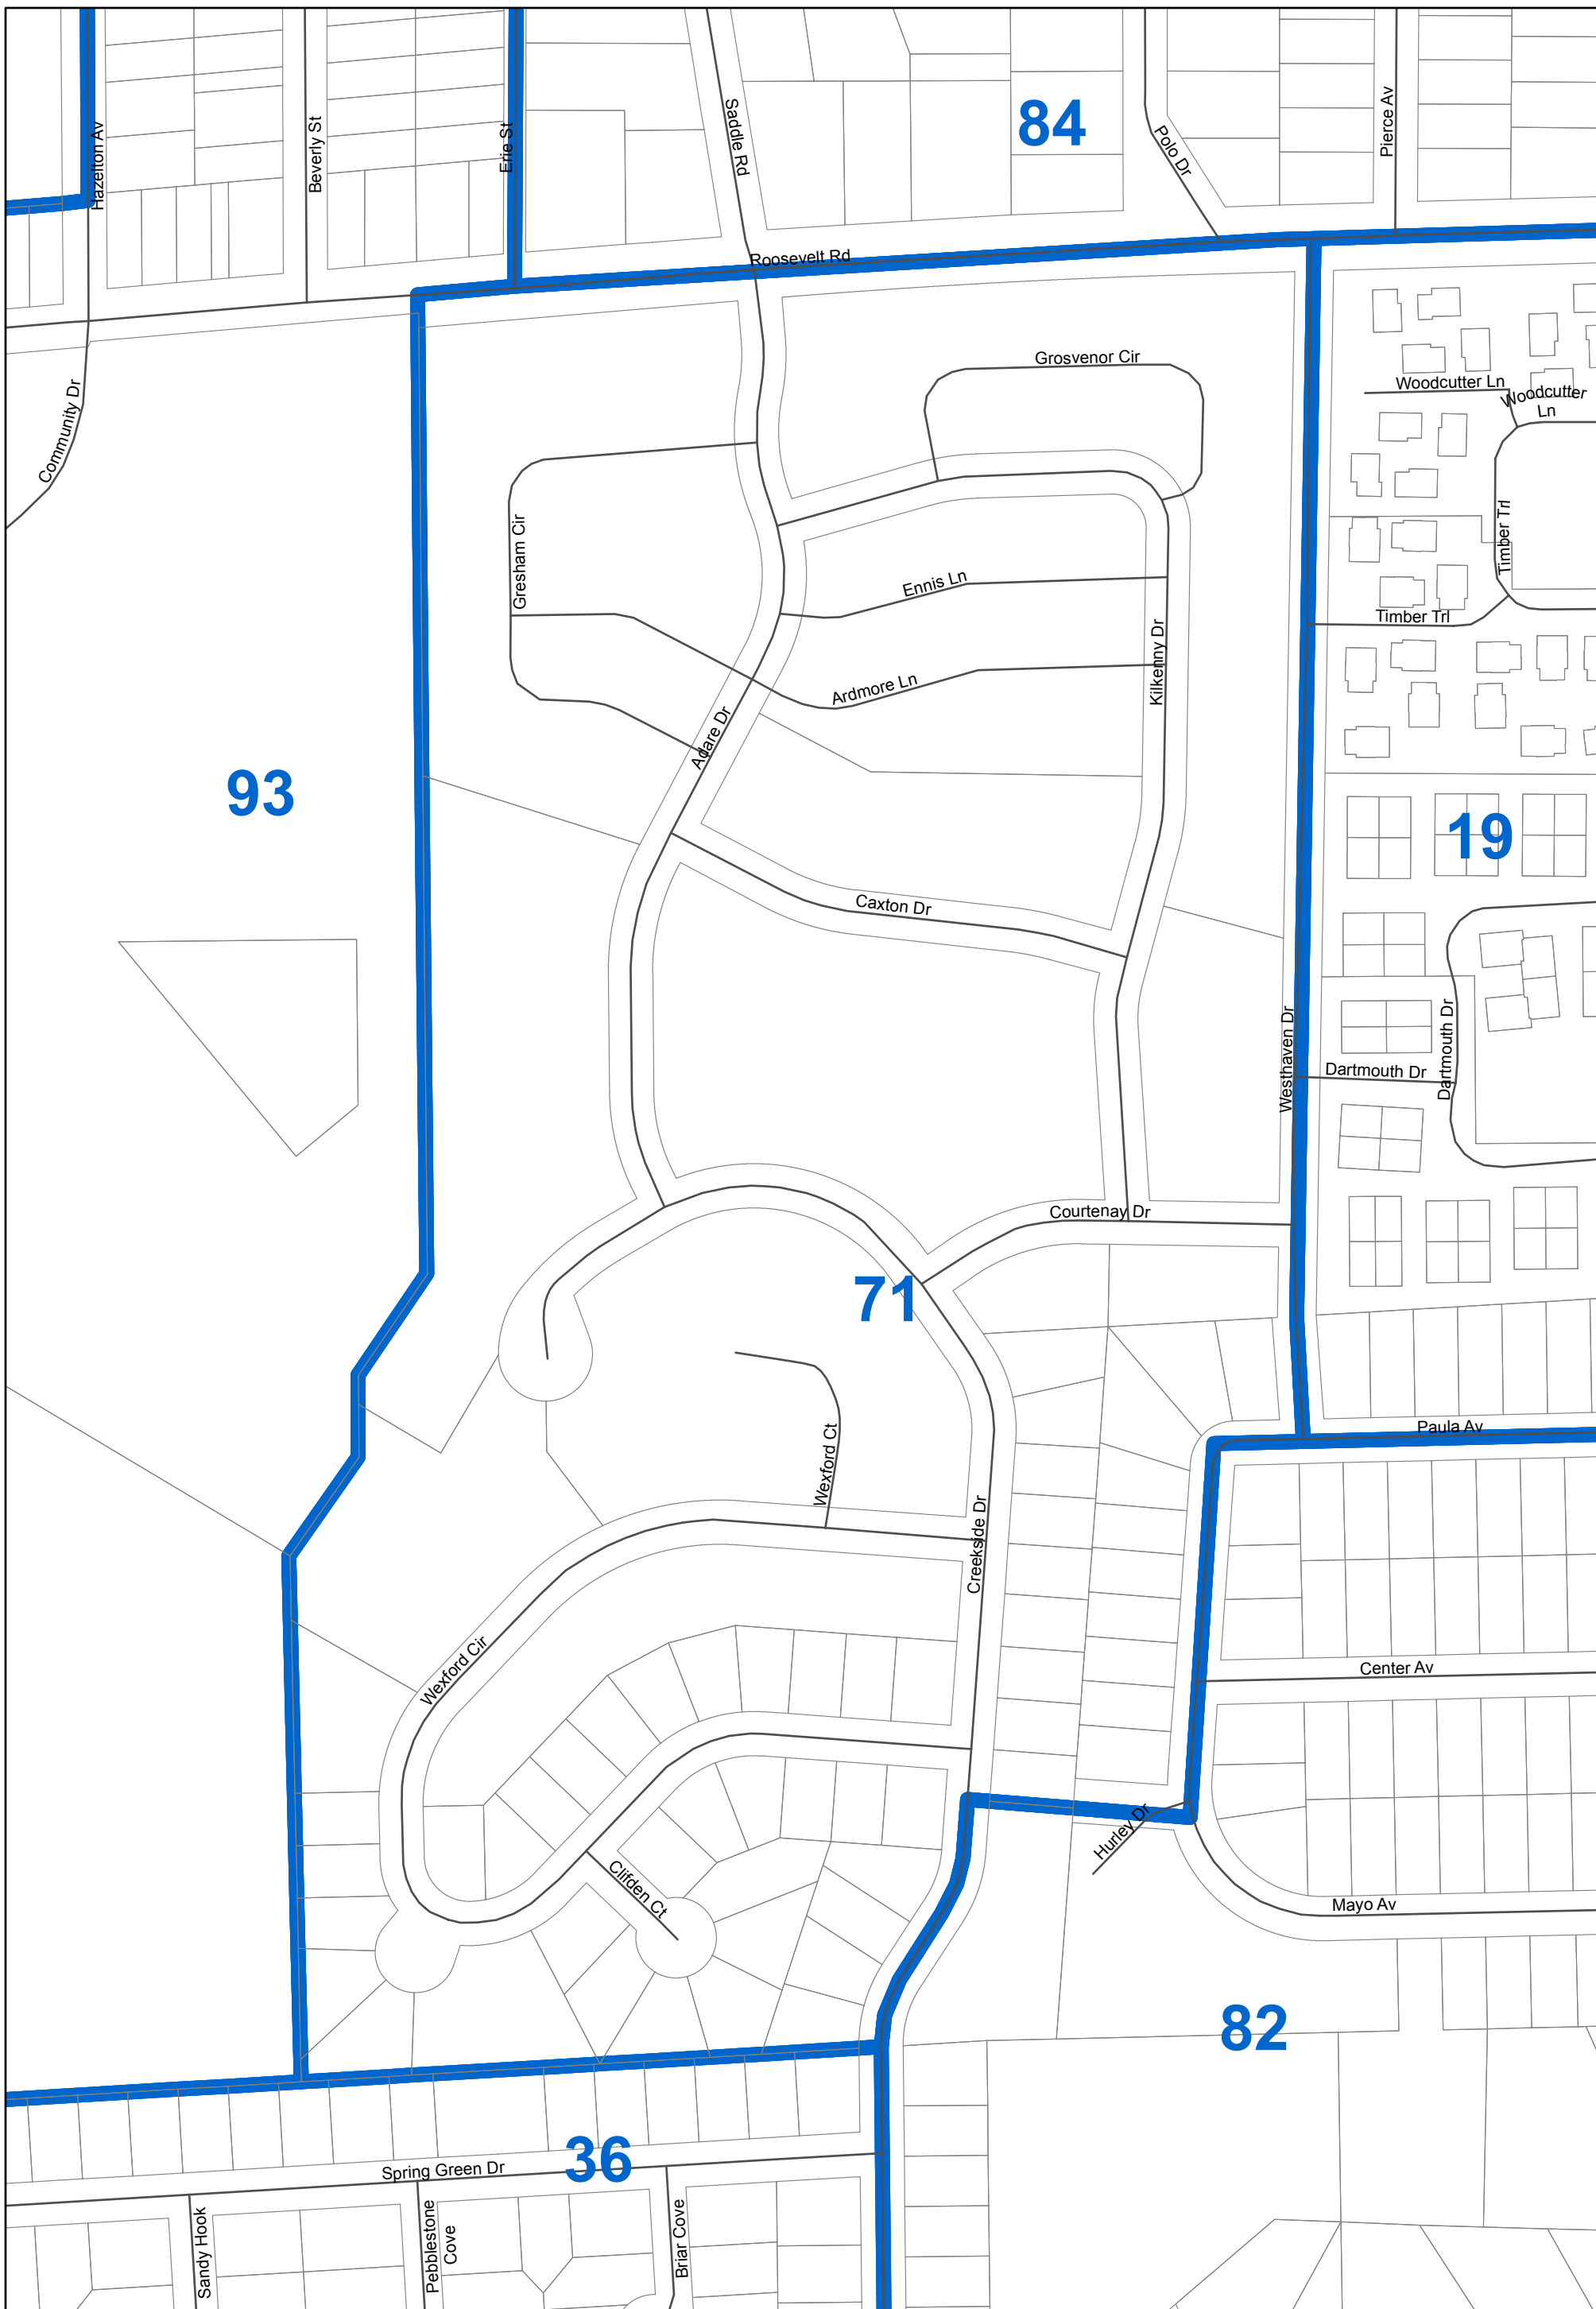 84
Hazelton Av
Beverly St
Erie St
Saddle Rd
Polo Dr
Pierce Av
Roosevelt Rd
Community Dr
Grosvenor Cir
Woodcutter Ln
Woodcutter
Ln
Gresham Cir
Ennis Ln
Timber Trl
Timber Trl
Kilkenny Dr
Ardmore Ln
Adare Dr
93
19
Caxton Dr
Westhaven Dr
Dartmouth Dr
Dartmouth Dr
Courtenay Dr
71
Paula Av
Wexford Ct
Creekside Dr
Wexford Cir
Center Av
Hurley Dr
Clifden Ct
Mayo Av
82
36
Spring Green Dr
Sandy Hook
Pebblestone
Cove
Briar Cove